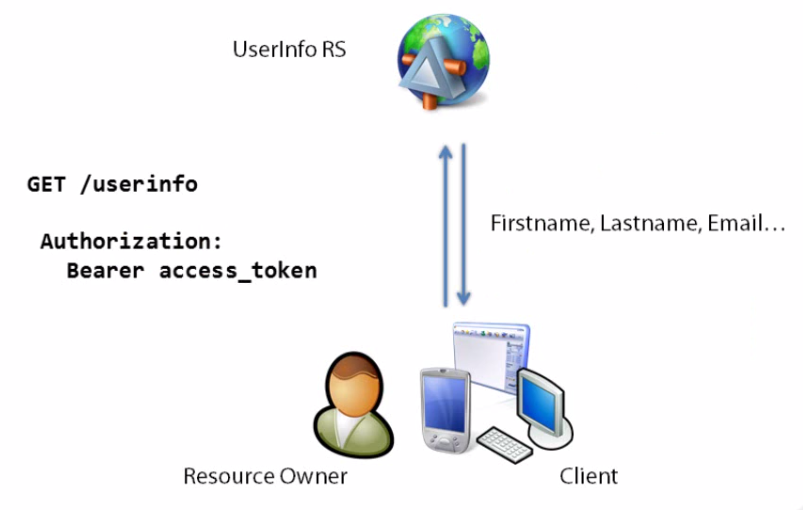 UserInfo RS
GET /userinfo
Authorization:
Bearer access_token
Firstname, Lastname, Email…
Resource Owner
Client